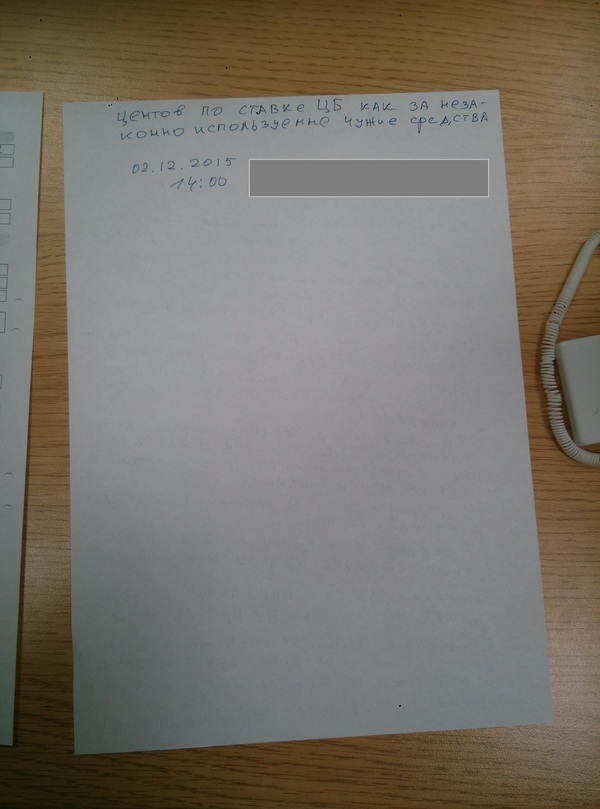 центов по ставке ЦБ как за неза-
конно используемые чужие средства
02.12.2015
14:00